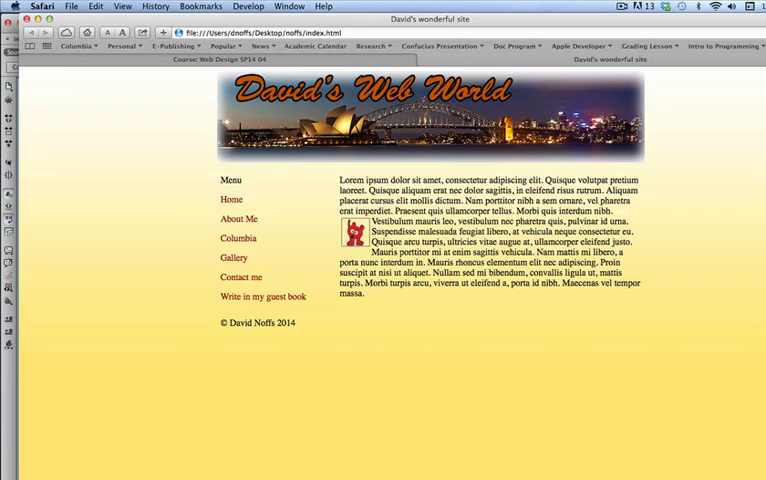 Safari File Edit View History Bookmarks Develop Window Help 13
David's wonderful site
file:///Users/dnoffs/Desktop/noffs/index.html
Columbia Personal E-Publishing Popular News Academic Calendar Research Confucius Presentation Doc Program Apple Developer Grading Lesson Intro to Programming
Course: Web Design SP14 04 David's wonderful site
David's Web World
Menu
Home
About Me
Columbia
Gallery
Contact me
Write in my guest book
Lorem ipsum dolor sit amet, consectetur adipiscing elit. Quisque volutpat pretium
laoreet. Quisque aliquam erat nec dolor sagittis, in eleifend risus rutrum. Aliquam
placerat cursus elit mollis dictum. Nam porttitor nibh a sem ornare, vel pharetra
erat imperdiet. Praesent quis ullamcorper tellus. Morbi quis interdum nibh.
Vestibulum mauris leo, vestibulum nec pharetra quis, pulvinar id urna.
Suspendisse malesuada feugiat libero, at vehicula neque consectetur eu.
Quisque arcu turpis, ultricies vitae augue at, ullamcorper eleifend justo.
Mauris porttitor mi at enim sagittis vehicula. Nam mattis mi libero, a
porta nunc interdum in. Mauris rhoncus elementum elit nec adipiscing. Proin
suscipit at nisi ut aliquet. Nullam sed mi bibendum, convallis ligula ut, mattis
turpis. Morbi turpis arcu, viverra ut eleifend a, porta id nibh. Maecenas vel tempor
massa.
© David Noffs 2014